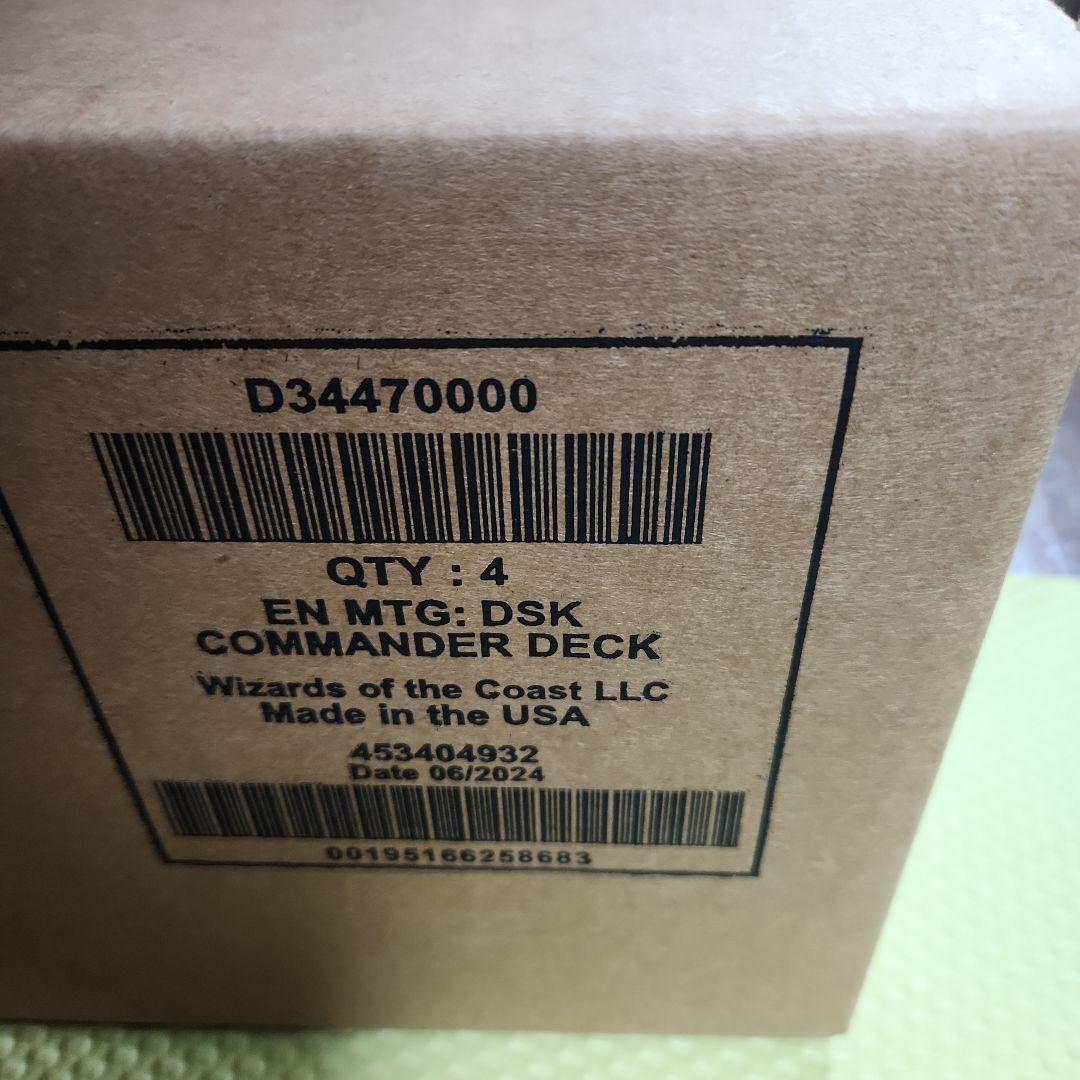 D34470000
QTY : 4
EN MTG: DSK
COMMANDER DECK
Wizards of the Coast LLC
Made in the USA
453404932
Date 06/2024
00195166258683